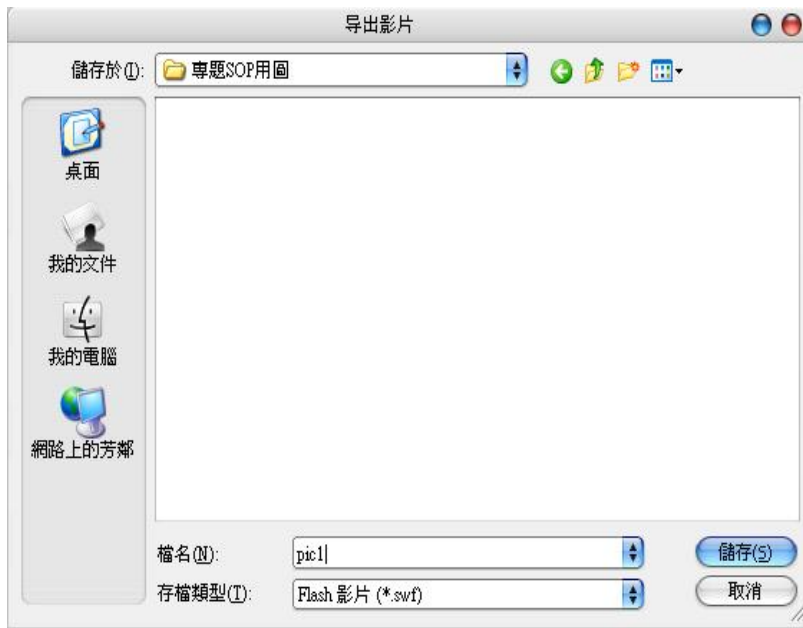 导出影片
儲存於(I): 專題SOP用圖
桌面
我的文件
我的電腦
網路上的芳鄰
檔名(N): pic1
儲存(S)
存檔類型(T): Flash 影片 (*.swf)
取消